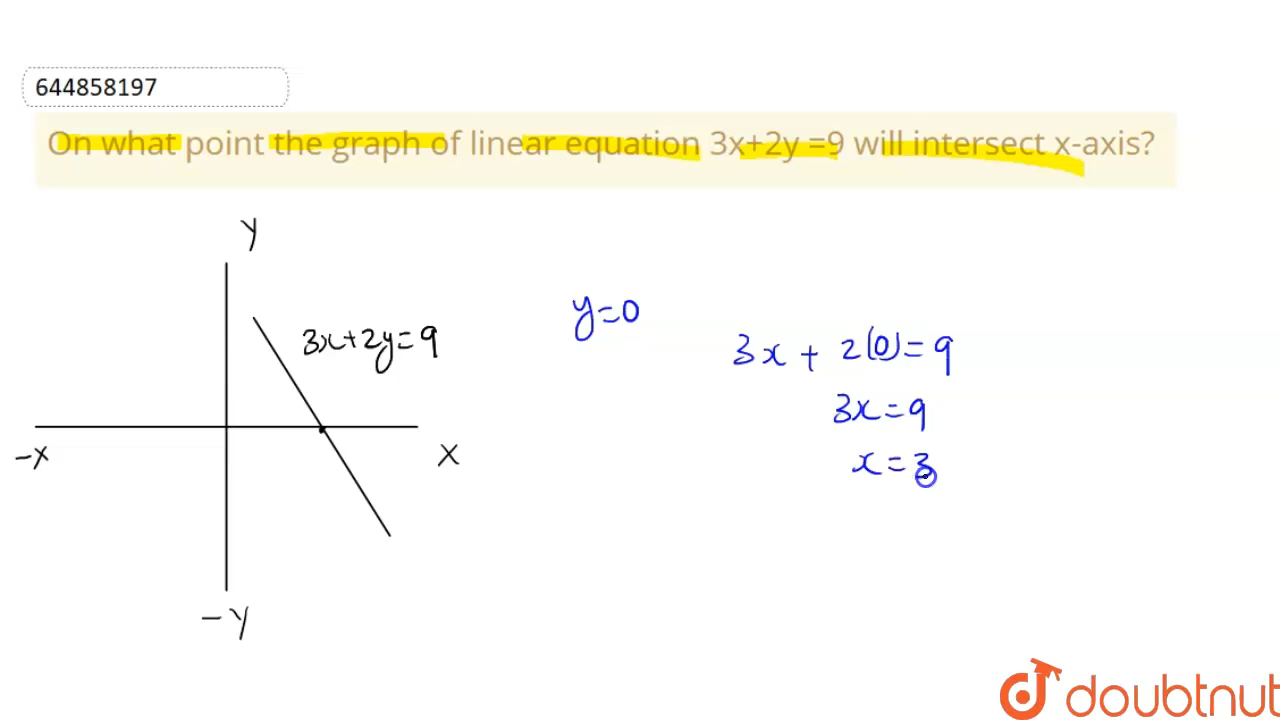 644858197
On what point the graph of linear equation 3x+2y =9 will intersect x-axis?
y
3x+2y=9
y=0
3x + 2(0)=9
3x=9
x=3
-x
x
-y
doubtnut